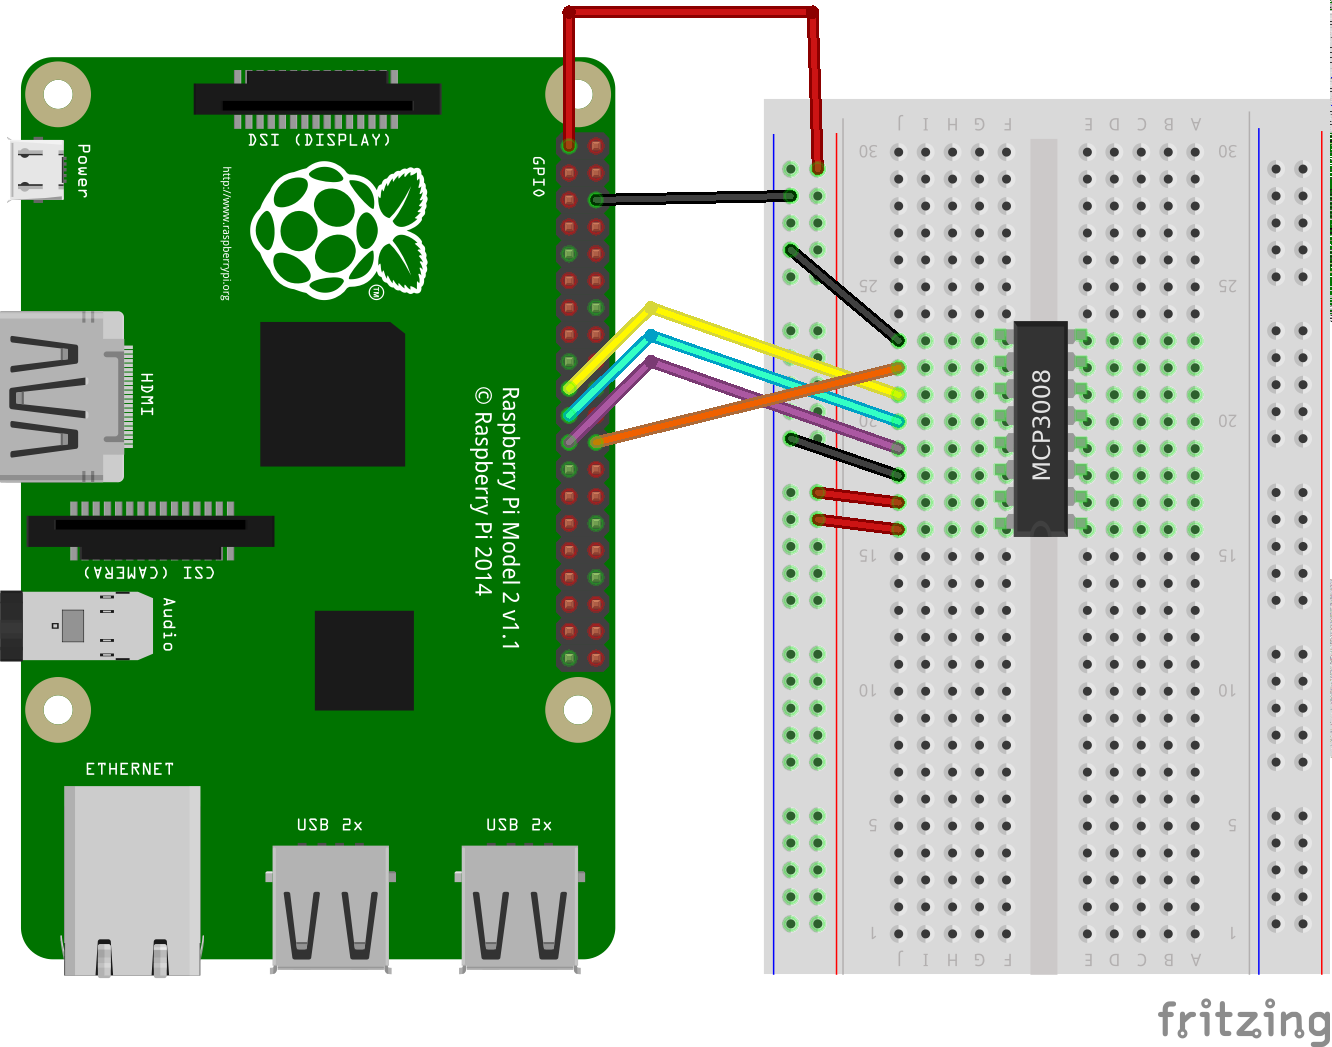 DSI (DISPLAY)
Power
GPIO
http://www.raspberrypi.org
TM
HDMI
Raspberry Pi Model 2 v1.1
© Raspberry Pi 2014
CSI (CAMERA)
Audio
ETHERNET
USB 2x
USB 2x
J I H G F E D C B A
30 30
25 25
20 20
15 15
10 10
5 5
1 1
J I H G F E D C B A
MCP3008
fritzing